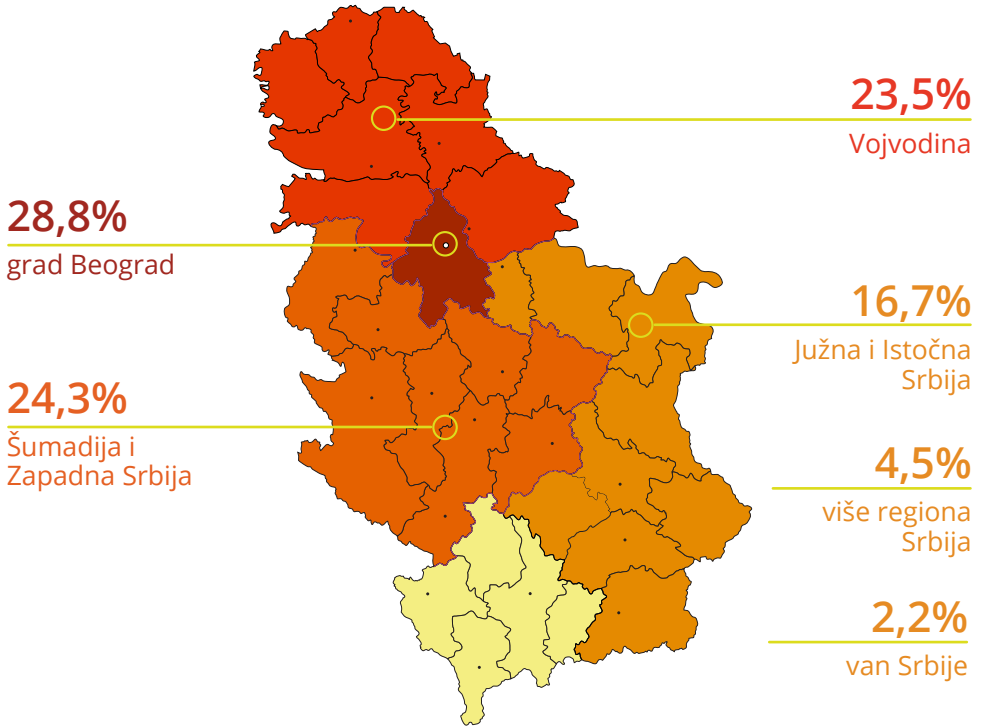 23,5%
Vojvodina
28,8%
grad Beograd
16,7%
Južna i Istočna
Srbija
24,3%
Šumadija i
Zapadna Srbija
4,5%
više regiona
Srbija
2,2%
van Srbije